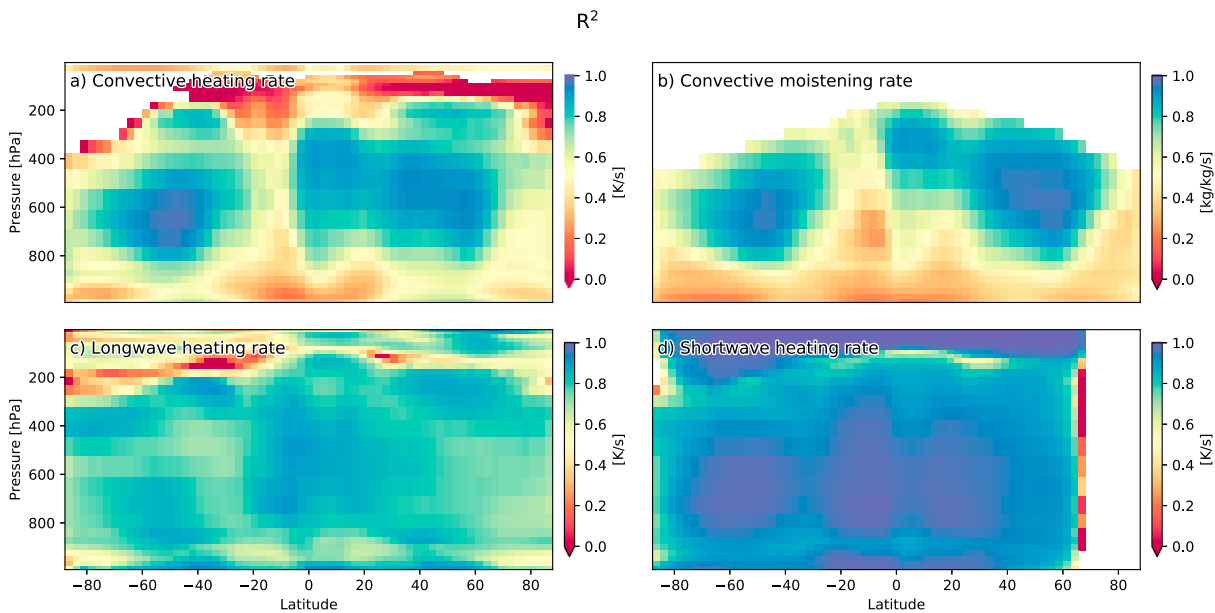 R²
a) Convective heating rate
b) Convective moistening rate
Pressure [hPa]
200
400
600
800
1.0
0.8
0.6
0.4
0.2
0.0
[K/s]
1.0
0.8
0.6
0.4
0.2
0.0
[kg/kg/s]
c) Longwave heating rate
d) Shortwave heating rate
Pressure [hPa]
200
400
600
800
1.0
0.8
0.6
0.4
0.2
0.0
[K/s]
1.0
0.8
0.6
0.4
0.2
0.0
[K/s]
−80 −60 −40 −20 0 20 40 60 80
Latitude
−80 −60 −40 −20 0 20 40 60 80
Latitude